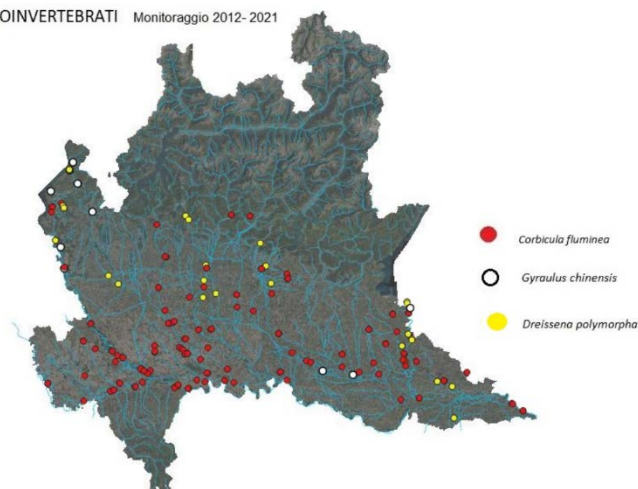 OINVERTEBRATI Monitoraggio 2012- 2021
Corbicula fluminea
Gyraulus chinensis
Dreissena polymorpha